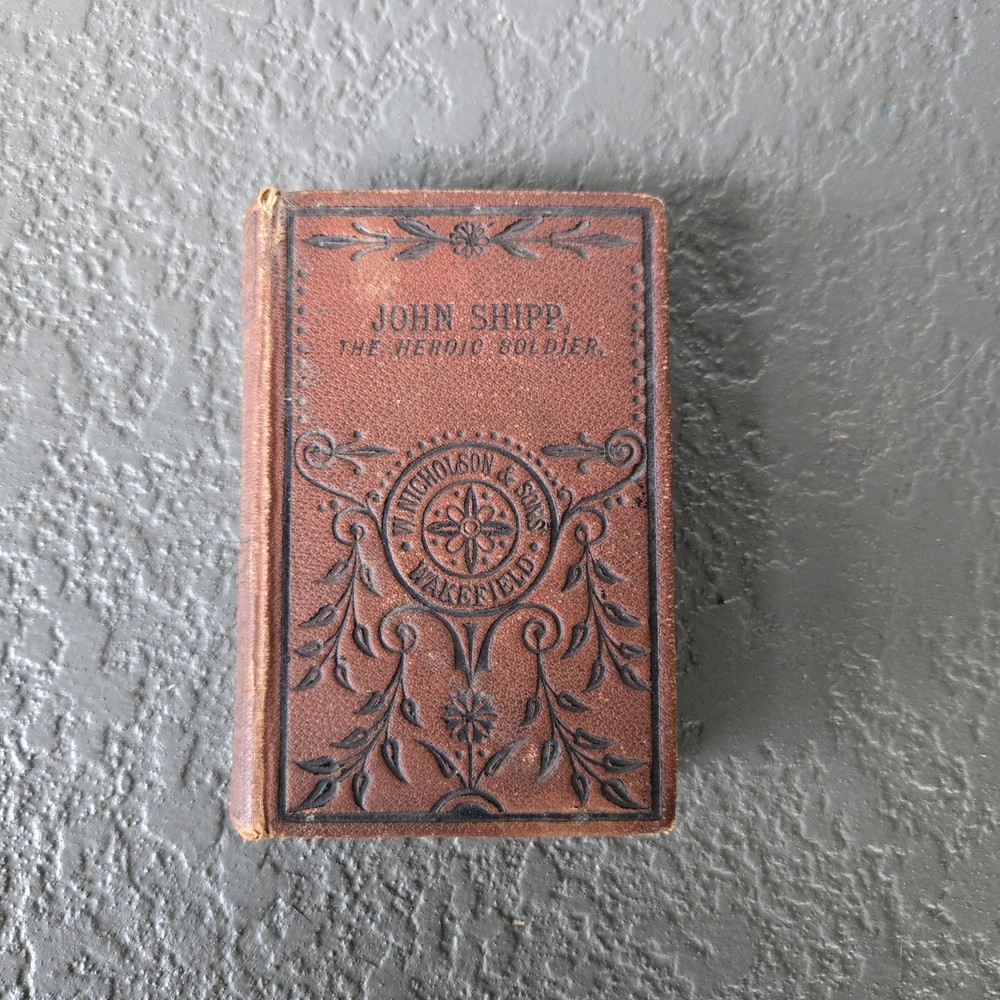 JOHN SHIPP,
THE HEROIC SOLDIER.
W. NICHOLSON & SONS
WAKEFIELD